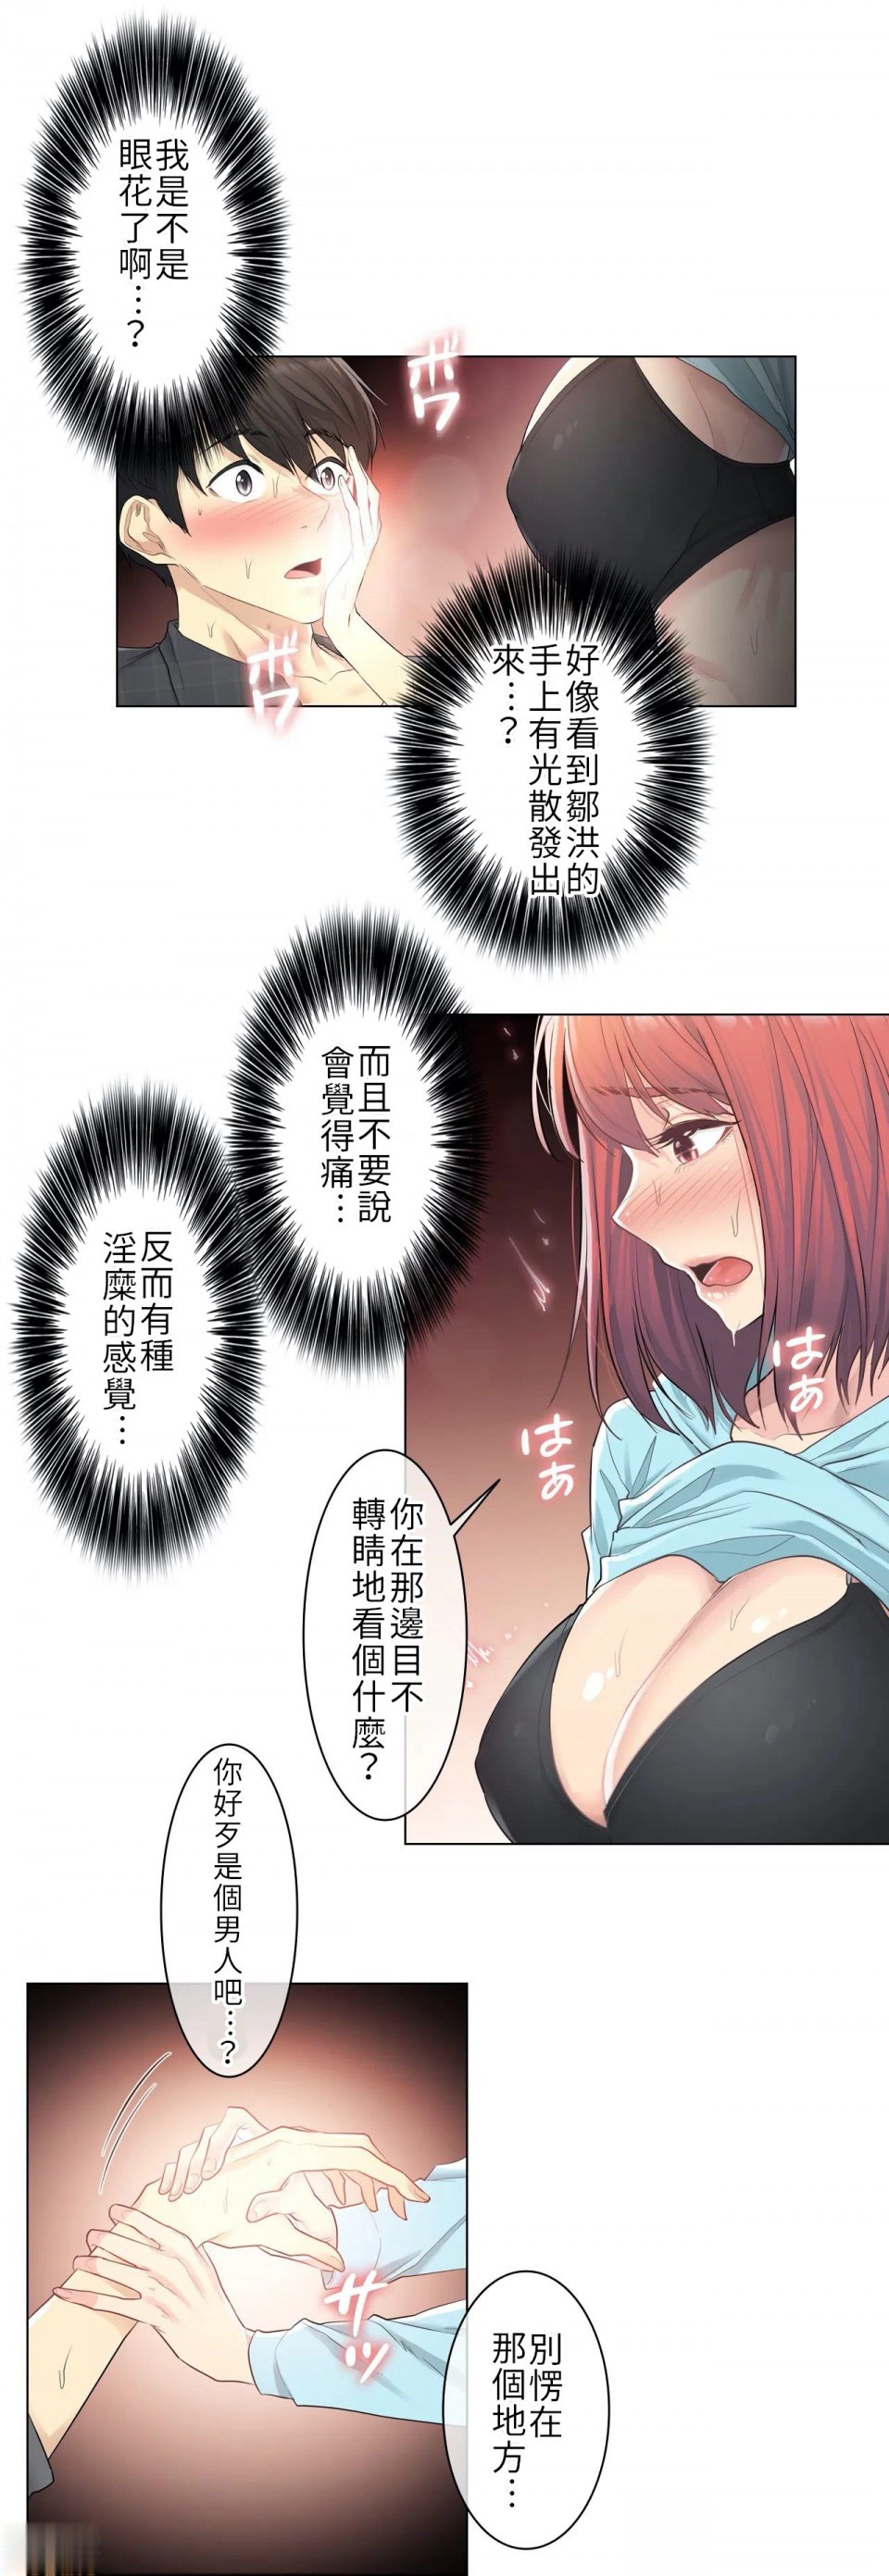 我是不是
眼花了啊…？
ボワ
ボワ
好像看到鄒洪的
手上有光散發出
來…？
而且不要說
會覺得痛…
反而有種
淫糜的感覺…
はぁ
はぁ
你在那邊目不
轉睛地看個什麼？
你好歹是個男人吧…？
サッ
別愣在
那個地方…